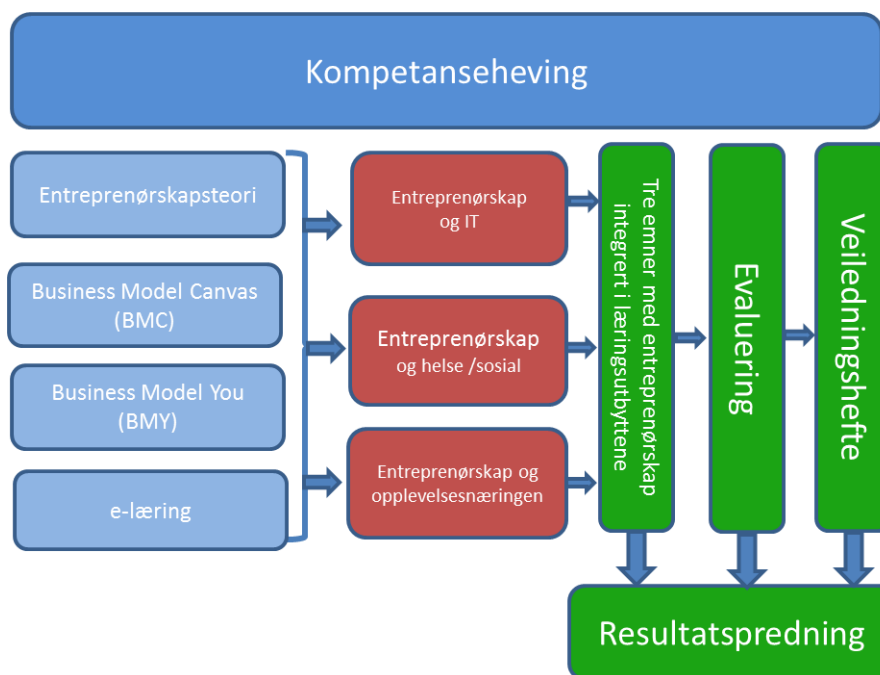 Kompetanseheving
Entreprenørskapsteori
Business Model Canvas
(BMC)
Business Model You
(BMY)
e-læring
Entreprenørskap
og IT
Entreprenørskap
og helse /sosial
Entreprenørskap og
opplevelsesnæringen
Tre emner med entreprenørskap
integrert i læringsutbyttene
Evaluering
Veiledningshefte
Resultatspredning